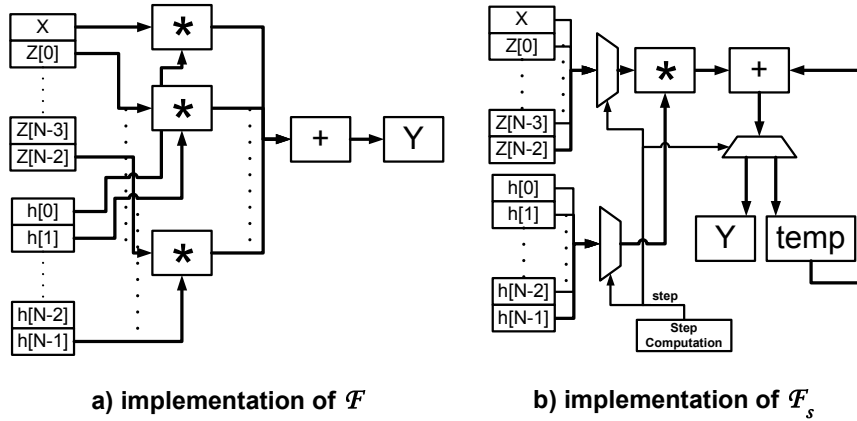 X
Z[0]
Z[N-3]
Z[N-2]
h[0]
h[1]
h[N-2]
h[N-1]
*
*
*
+
Y
a) implementation of ℱ
X
Z[0]
Z[N-3]
Z[N-2]
h[0]
h[1]
h[N-2]
h[N-1]
*
+
Y
temp
step
Step
Computation
b) implementation of ℱs